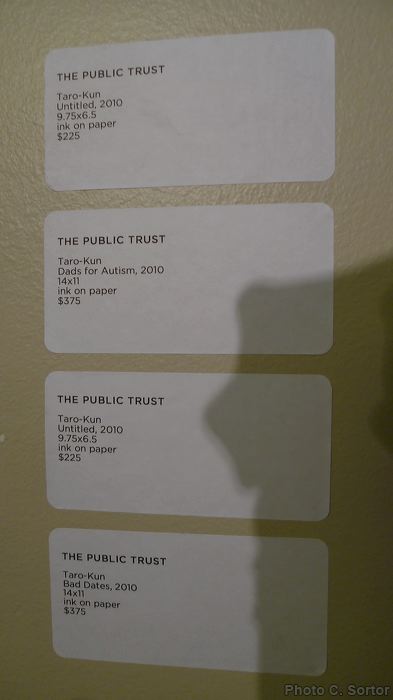 THE PUBLIC TRUST
Taro-Kun
Untitled, 2010
9.75x6.5
ink on paper
$225
THE PUBLIC TRUST
Taro-Kun
Dads for Autism, 2010
14x11
ink on paper
$375
THE PUBLIC TRUST
Taro-Kun
Untitled, 2010
9.75x6.5
ink on paper
$225
THE PUBLIC TRUST
Taro-Kun
Bad Dates, 2010
14x11
ink on paper
$375
Photo C. Sortor